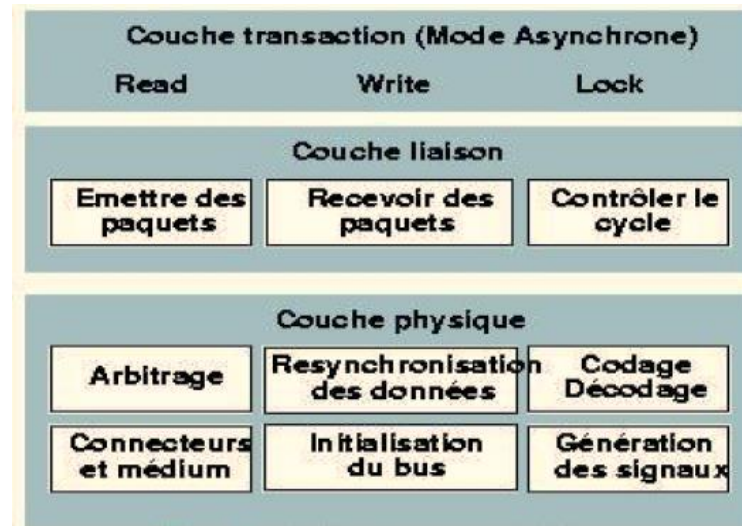 Couche transaction (Mode Asynchrone)
Read Write Lock
Couche liaison
Emettre des paquets
Recevoir des paquets
Contrôler le cycle
Couche physique
Arbitrage
Resynchronisation des données
Codage Décodage
Connecteurs et médium
Initialisation du bus
Génération des signaux